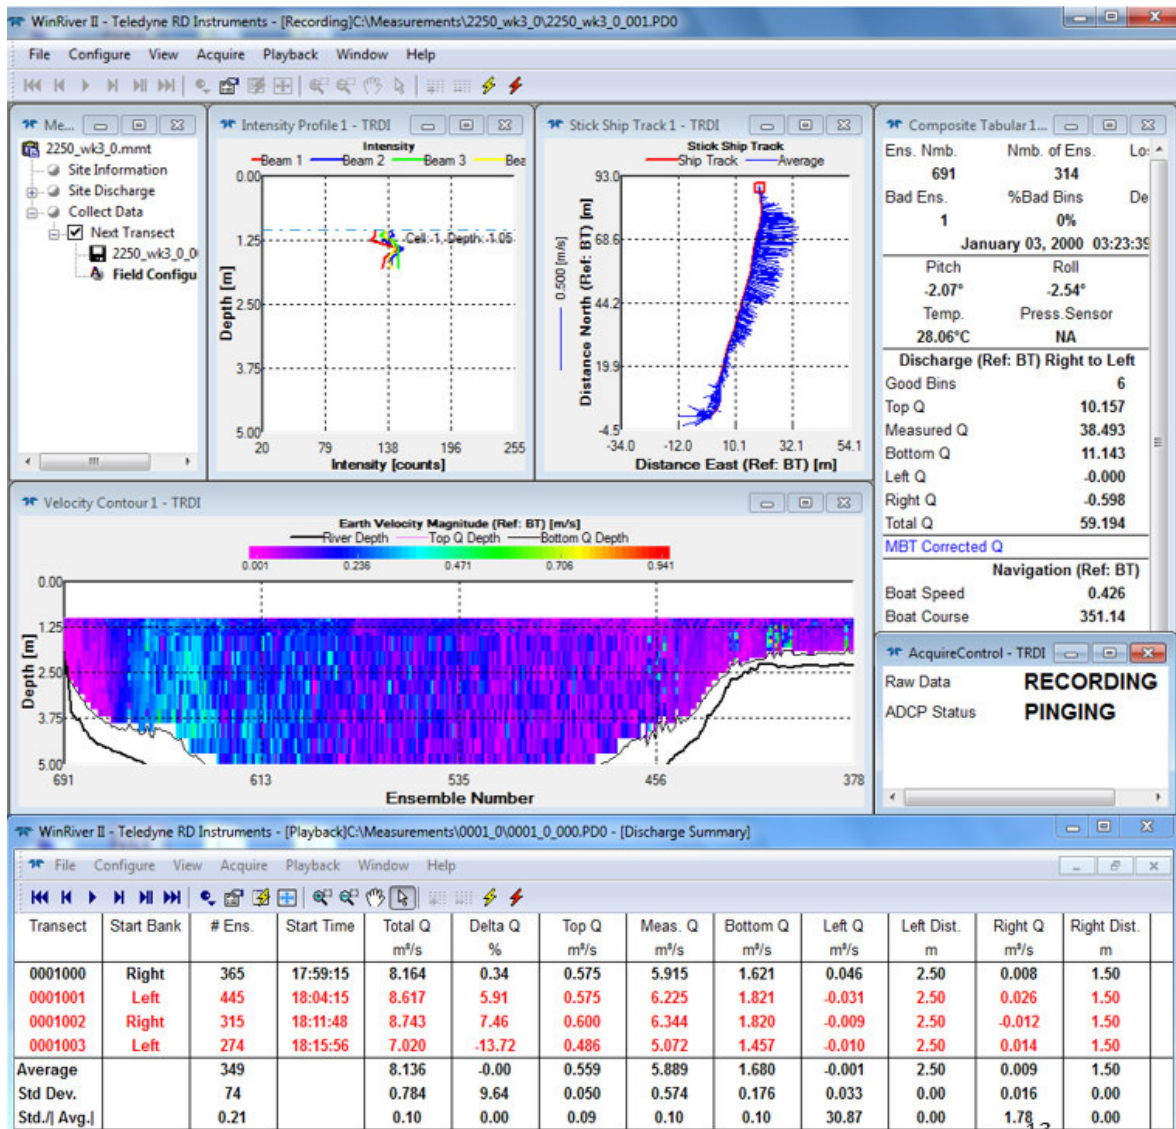 WinRiver II - Teledyne RD Instruments - [Recording]C:\Measurements\2250_wk3_0\2250_wk3_0_001.PD0
File Configure View Acquire Playback Window Help
Me...
2250_wk3_0.mmt
Site Information
Site Discharge
Collect Data
Next Transect
2250_wk3_0_0
Field Configu
Intensity Profile 1 - TRDI
Intensity
Beam 1 Beam 2 Beam 3 Bea
0.00
1.25
2.50
3.75
5.00
Depth [m]
Cell: 1, Depth: 1.05
20 79 138 196 255
Intensity [counts]
Stick Ship Track 1 - TRDI
Stick Ship Track
Ship Track Average
0.500 [m/s]
Distance North (Ref: BT) [m]
93.0
68.6
44.2
19.9
-4.5
-34.0 -12.0 10.1 32.1 54.1
Distance East (Ref: BT) [m]
Composite Tabular 1...
Ens. Nmb. Nmb. of Ens. Lo
691 314
Bad Ens. %Bad Bins De
1 0%
January 03, 2000 03:23:39
Pitch Roll
-2.07° -2.54°
Temp. Press.Sensor
28.06°C NA
Discharge (Ref: BT) Right to Left
Good Bins 6
Top Q 10.157
Measured Q 38.493
Bottom Q 11.143
Left Q -0.000
Right Q -0.598
Total Q 59.194
MBT Corrected Q
Navigation (Ref: BT)
Boat Speed 0.426
Boat Course 351.14
Velocity Contour 1 - TRDI
Earth Velocity Magnitude (Ref: BT) [m/s]
River Depth Top Q Depth Bottom Q Depth
0.001 0.236 0.471 0.706 0.941
0.00
1.25
2.50
3.75
5.00
Depth [m]
691 613 535 456 378
Ensemble Number
AcquireControl - TRDI
Raw Data RECORDING
ADCP Status PINGING
WinRiver II - Teledyne RD Instruments - [Playback]C:\Measurements\0001_0\0001_0_000.PD0 - [Discharge Summary]
File Configure View Acquire Playback Window Help
Transect Start Bank # Ens. Start Time Total Q Delta Q Top Q Meas. Q Bottom Q Left Q Left Dist. Right Q Right Dist.
m³/s % m³/s m³/s m³/s m³/s m m³/s m
0001000 Right 365 17:59:15 8.164 0.34 0.575 5.915 1.621 0.046 2.50 0.008 1.50
0001001 Left 445 18:04:15 8.617 5.91 0.575 6.225 1.821 -0.031 2.50 0.026 1.50
0001002 Right 315 18:11:48 8.743 7.46 0.600 6.344 1.820 -0.009 2.50 -0.012 1.50
0001003 Left 274 18:15:56 7.020 -13.72 0.486 5.072 1.457 -0.010 2.50 0.014 1.50
Average 349 8.136 -0.00 0.559 5.889 1.680 -0.001 2.50 0.009 1.50
Std Dev. 74 0.784 9.64 0.050 0.574 0.176 0.033 0.00 0.016 0.00
Std./| Avg.| 0.21 0.10 0.00 0.09 0.10 0.10 30.87 0.00 1.78 0.00